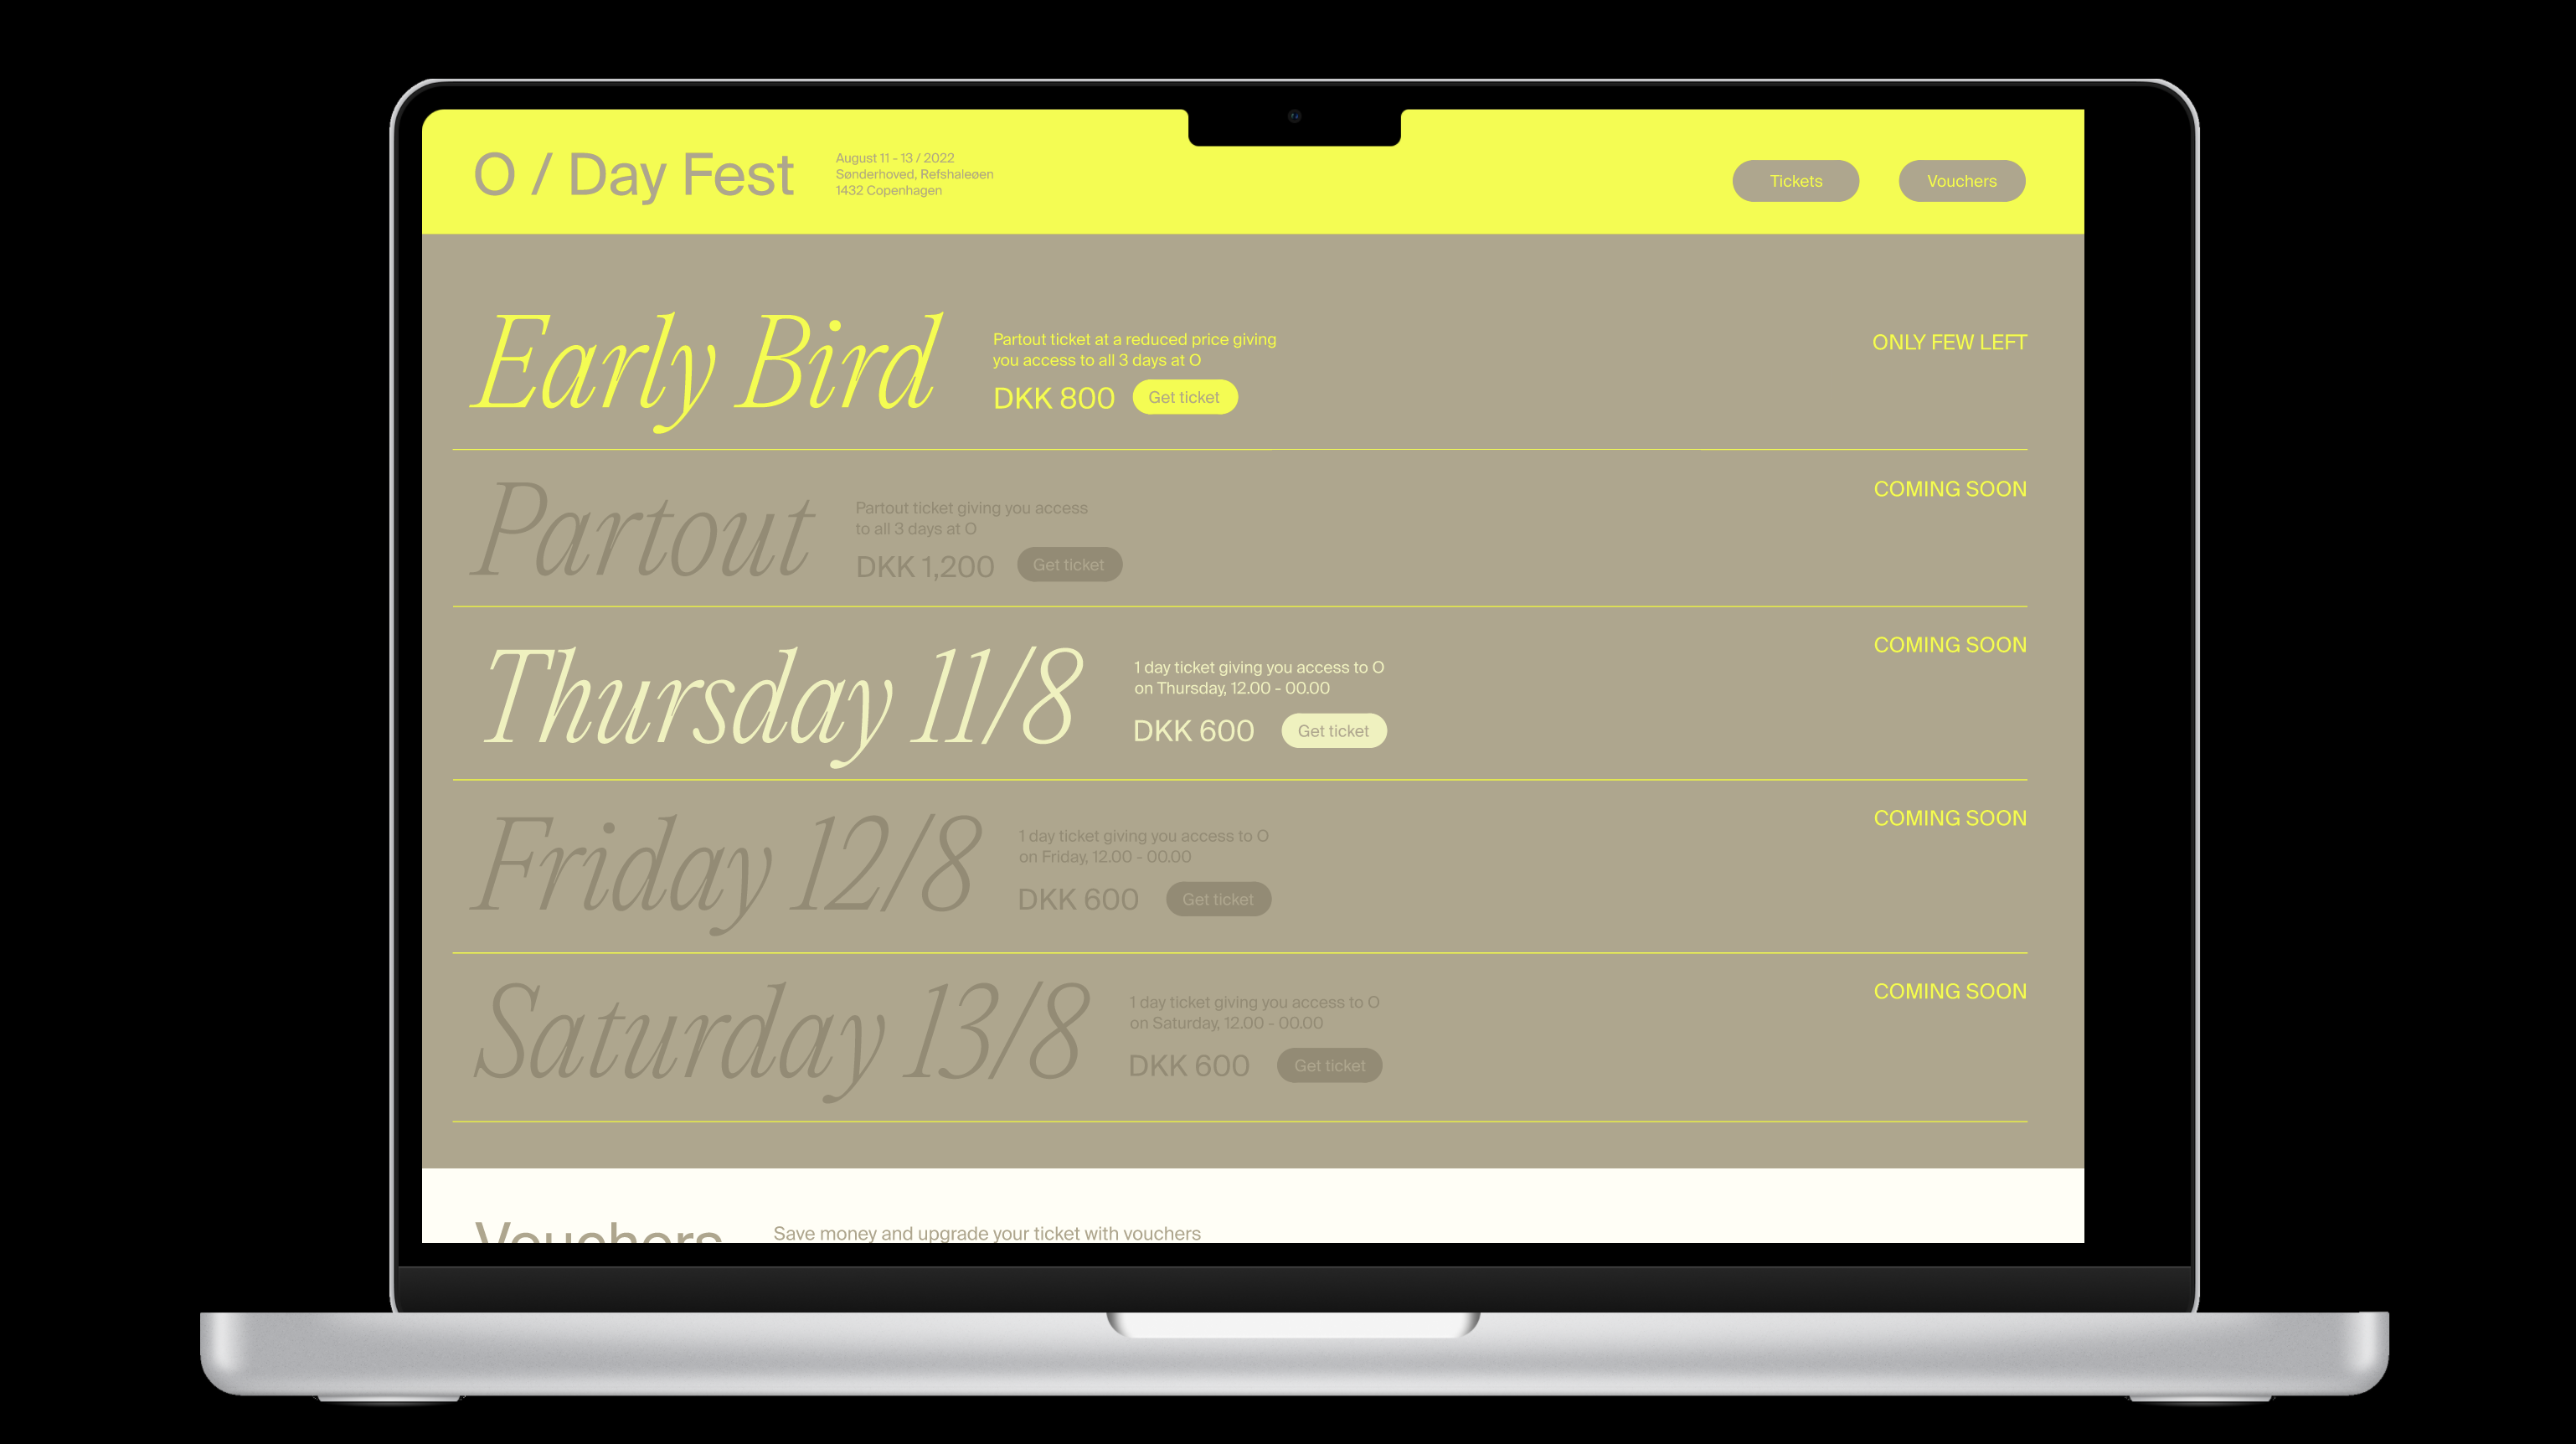 O / Day Fest
August 11 - 13 / 2022
Sønderhoved, Refshaleøen
1432 Copenhagen
Tickets
Vouchers
Early Bird
Partout ticket at a reduced price giving
you access to all 3 days at O
DKK 800
Get ticket
ONLY FEW LEFT
Partout
Partout ticket giving you access
to all 3 days at O
DKK 1,200
Get ticket
COMING SOON
Thursday 11/8
1 day ticket giving you access to O
on Thursday, 12.00 - 00.00
DKK 600
Get ticket
COMING SOON
Friday 12/8
1 day ticket giving you access to O
on Friday, 12.00 - 00.00
DKK 600
Get ticket
COMING SOON
Saturday 13/8
1 day ticket giving you access to O
on Saturday, 12.00 - 00.00
DKK 600
Get ticket
COMING SOON
Vouchers
Save money and upgrade your ticket with vouchers